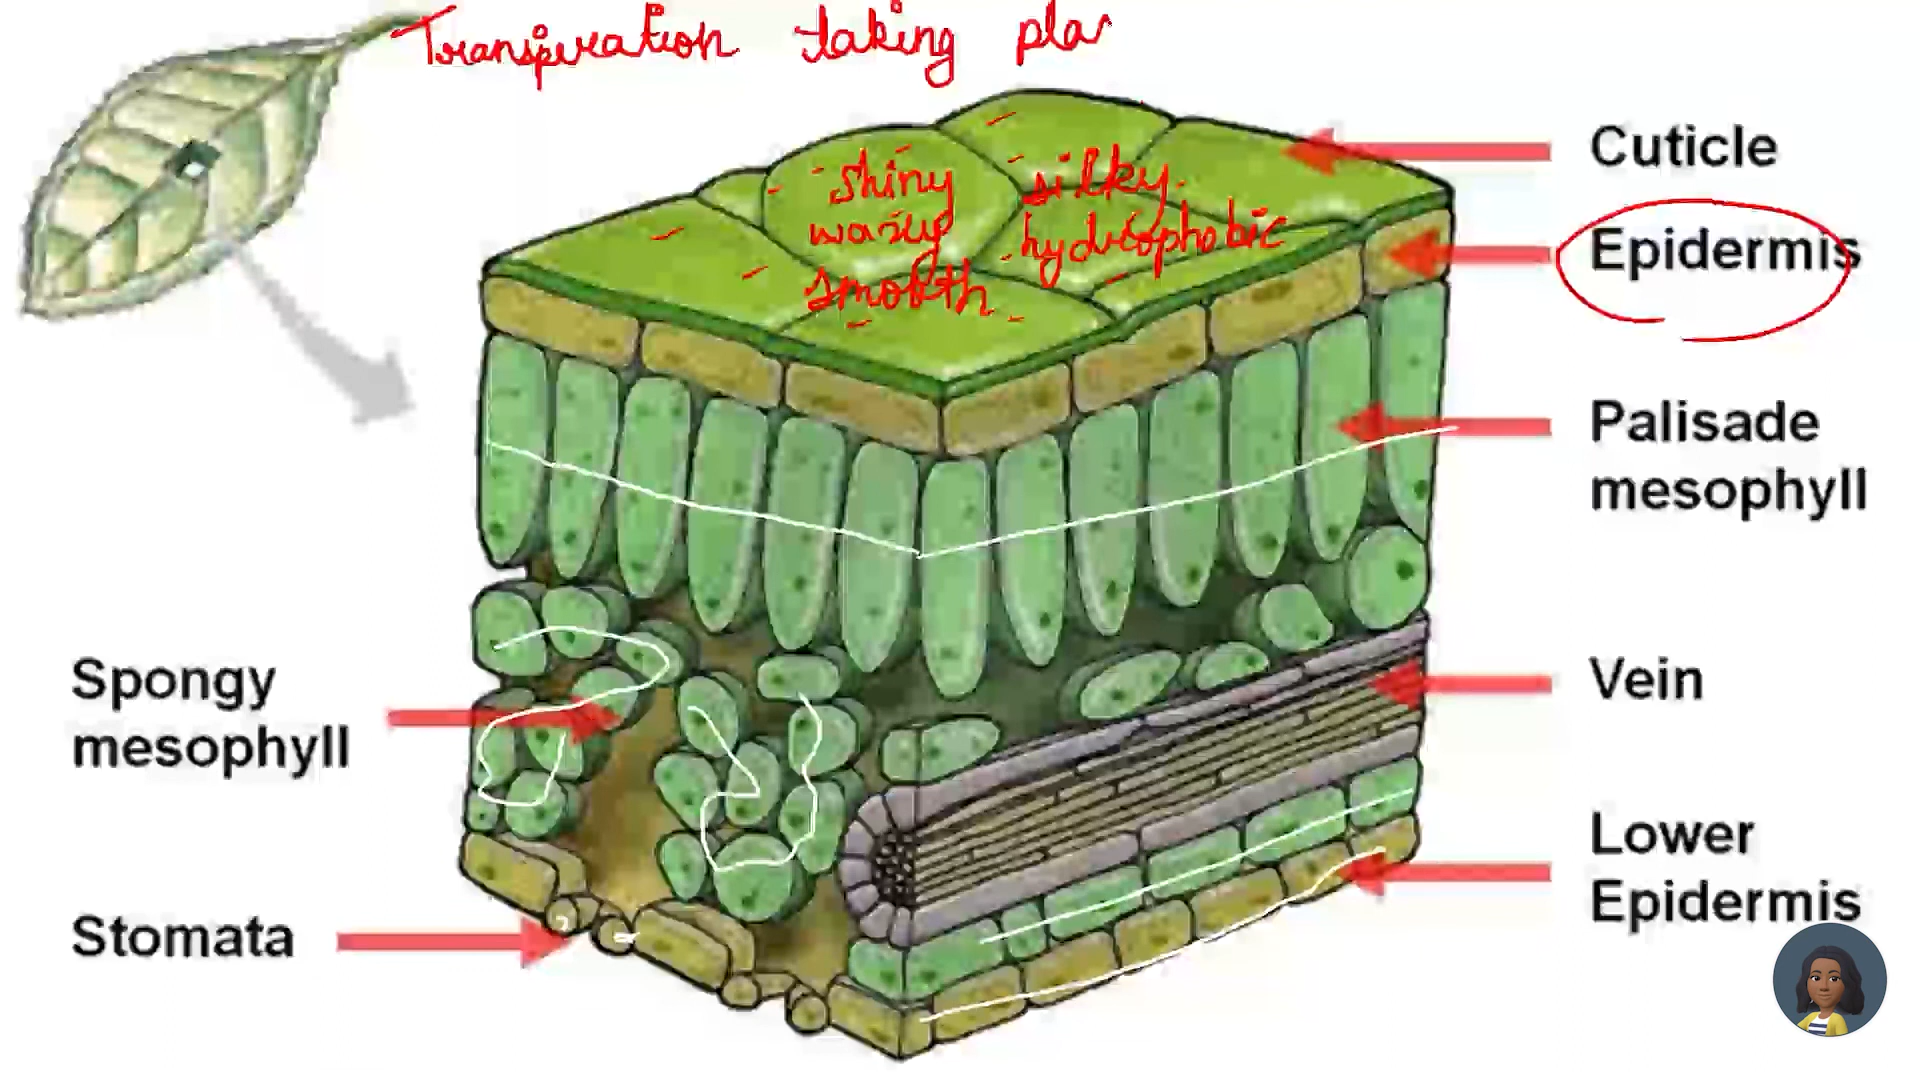 Transpiration taking pla
Cuticle
- shiny
silky.
waxy
hydrophobic
smooth
Epidermis
Palisade
mesophyll
Spongy
mesophyll
Vein
Lower
Epidermis
Stomata